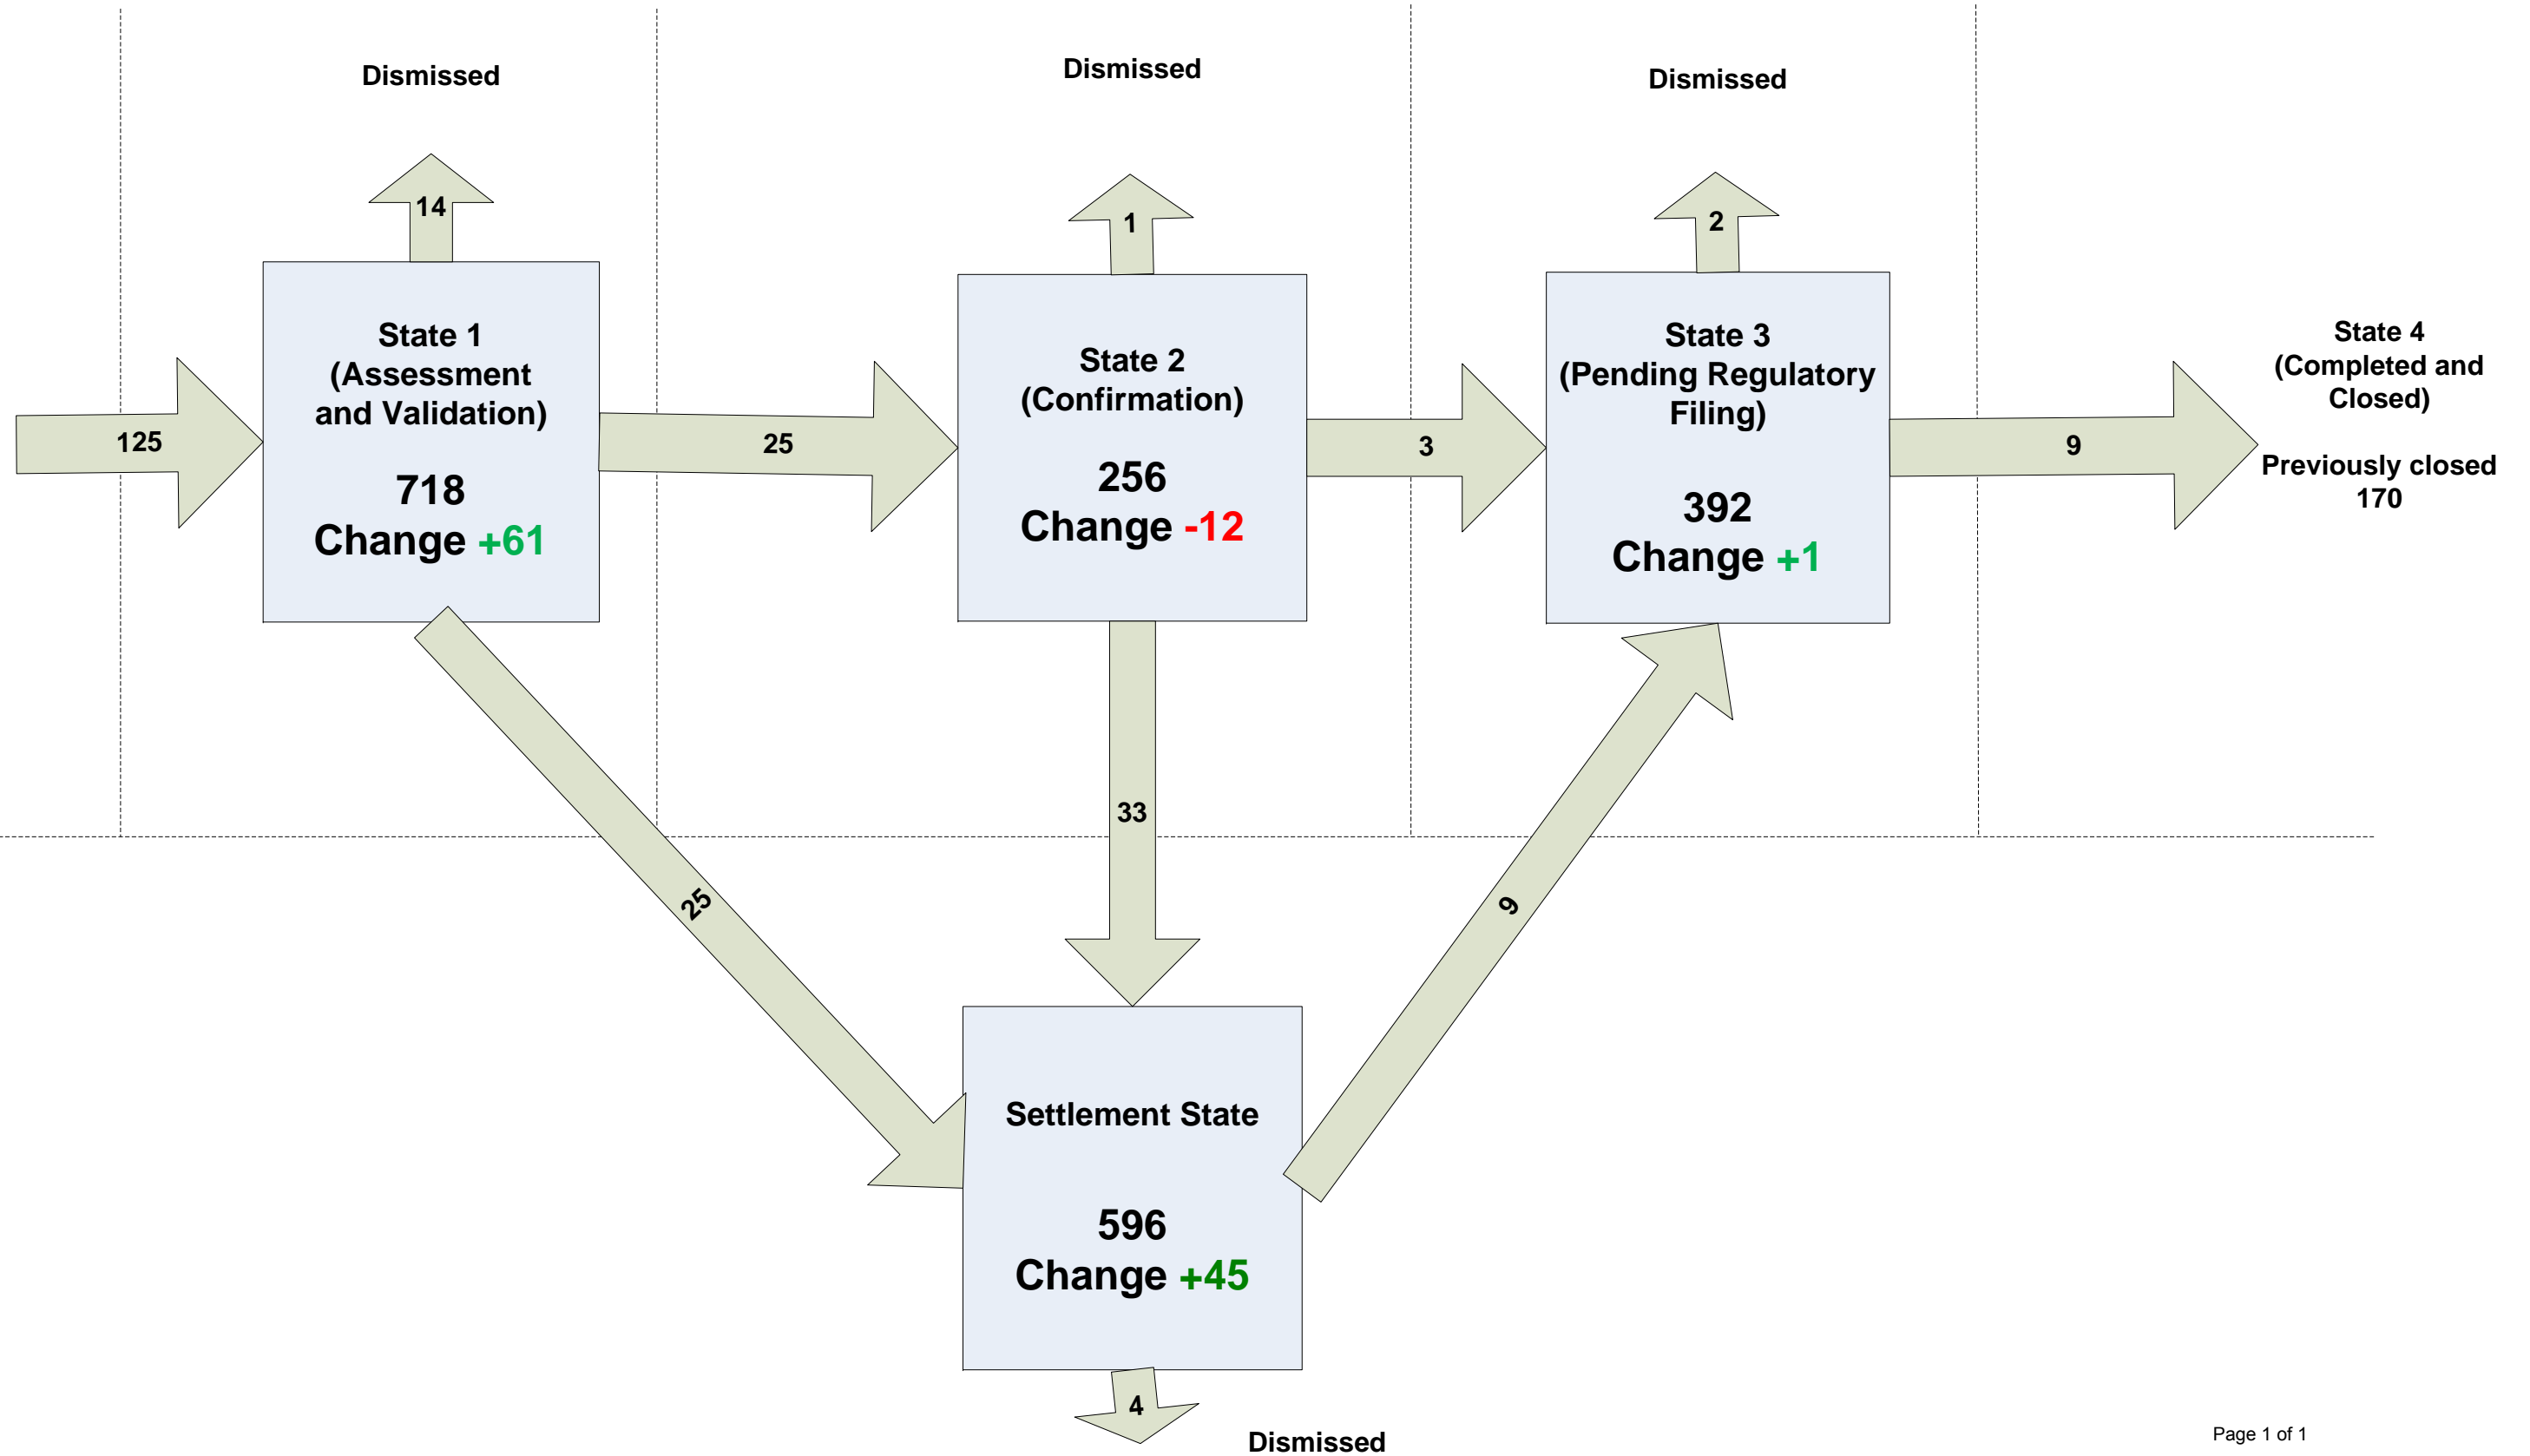 Dismissed
Dismissed
Dismissed
14
1
2
125
State 1
(Assessment
and Validation)
718
Change +61
25
State 2
(Confirmation)
256
Change -12
3
State 3
(Pending Regulatory
Filing)
392
Change +1
9
State 4
(Completed and
Closed)
Previously closed
170
25
33
9
Settlement State
596
Change +45
4
Dismissed
Page 1 of 1